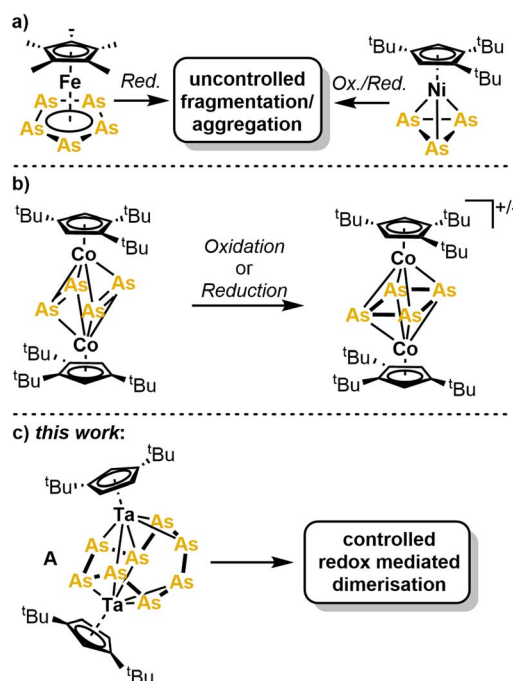 a)
Fe
As As
As As
As
Red.
uncontrolled
fragmentation/
aggregation
Ox./Red.
tBu
tBu
tBu
Ni
As As
As
b)
tBu
tBu
tBu
Co
As As
As As
Co
tBu
tBu
tBu
Oxidation
or
Reduction
+/-
tBu
tBu
tBu
Co
As As
As As
Co
tBu
tBu
tBu
c) this work:
tBu
tBu
Ta
As
As As
As
A
As As As
As
Ta
tBu
tBu
controlled
redox mediated
dimerisation